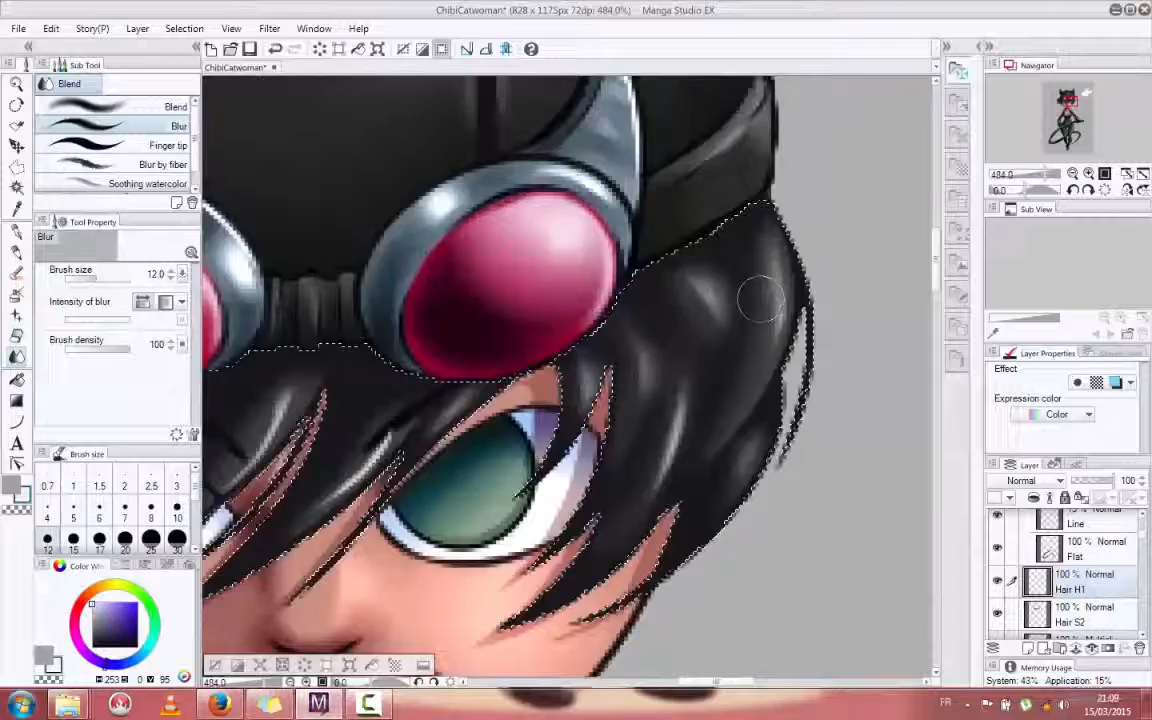 ChibiCatwoman* (828 x 1175px 72dpi 484.0%) - Manga Studio EX
File Edit Story(P) Layer Selection View Filter Window Help
ChibiCatwoman*
Sub Tool
Blend
Blend
Blur
Finger tip
Blur by fiber
Soothing watercolor
Tool Property
Blur
Brush size 12.0
Intensity of blur
Brush density 100
Brush size
0.7 1 1.5 2 2.5 3
4 5 6 7 8 10
12 15 17 20 25 30
253 0 V 95
484.0 0.0
Navigator
484.0
0.0
Sub View
Layer Properties
Effect
Expression color
Color
Layer
Normal 100
Line
100 % Normal
Flat
100 % Normal
Hair H1
100 % Normal
Hair S2
Memory Usage
System: 43% Application: 15%
FR
21:09
15/03/2015